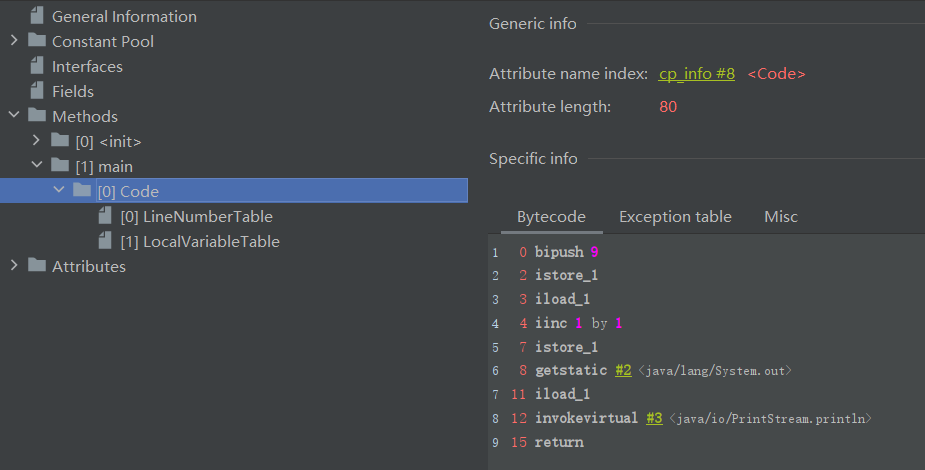 General Information
Constant Pool
Interfaces
Fields
Methods
[0] <init>
[1] main
[0] Code
[0] LineNumberTable
[1] LocalVariableTable
Attributes
Generic info
Attribute name index: cp_info #8 <Code>
Attribute length: 80
Specific info
Bytecode Exception table Misc
1 0 bipush 9
2 2 istore_1
3 3 iload_1
4 4 iinc 1 by 1
5 7 istore_1
6 8 getstatic #2 <java/lang/System.out>
7 11 iload_1
8 12 invokevirtual #3 <java/io/PrintStream.println>
9 15 return